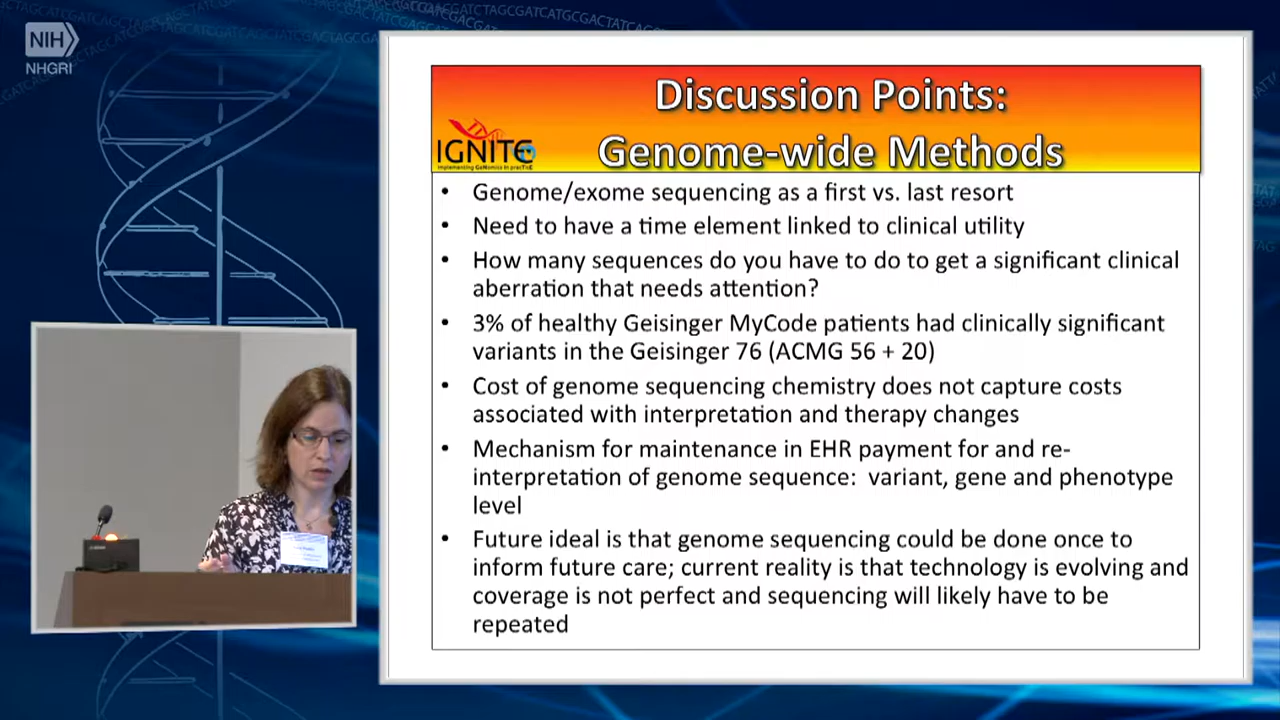 NIH
NHGRI
Discussion Points:
Genome-wide Methods
IGNITE
Implementing GeNomics In pracTicE
• Genome/exome sequencing as a first vs. last resort
• Need to have a time element linked to clinical utility
• How many sequences do you have to do to get a significant clinical
aberration that needs attention?
• 3% of healthy Geisinger MyCode patients had clinically significant
variants in the Geisinger 76 (ACMG 56 + 20)
• Cost of genome sequencing chemistry does not capture costs
associated with interpretation and therapy changes
• Mechanism for maintenance in EHR payment for and re-
interpretation of genome sequence:  variant, gene and phenotype
level
• Future ideal is that genome sequencing could be done once to
inform future care; current reality is that technology is evolving and
coverage is not perfect and sequencing will likely have to be
repeated